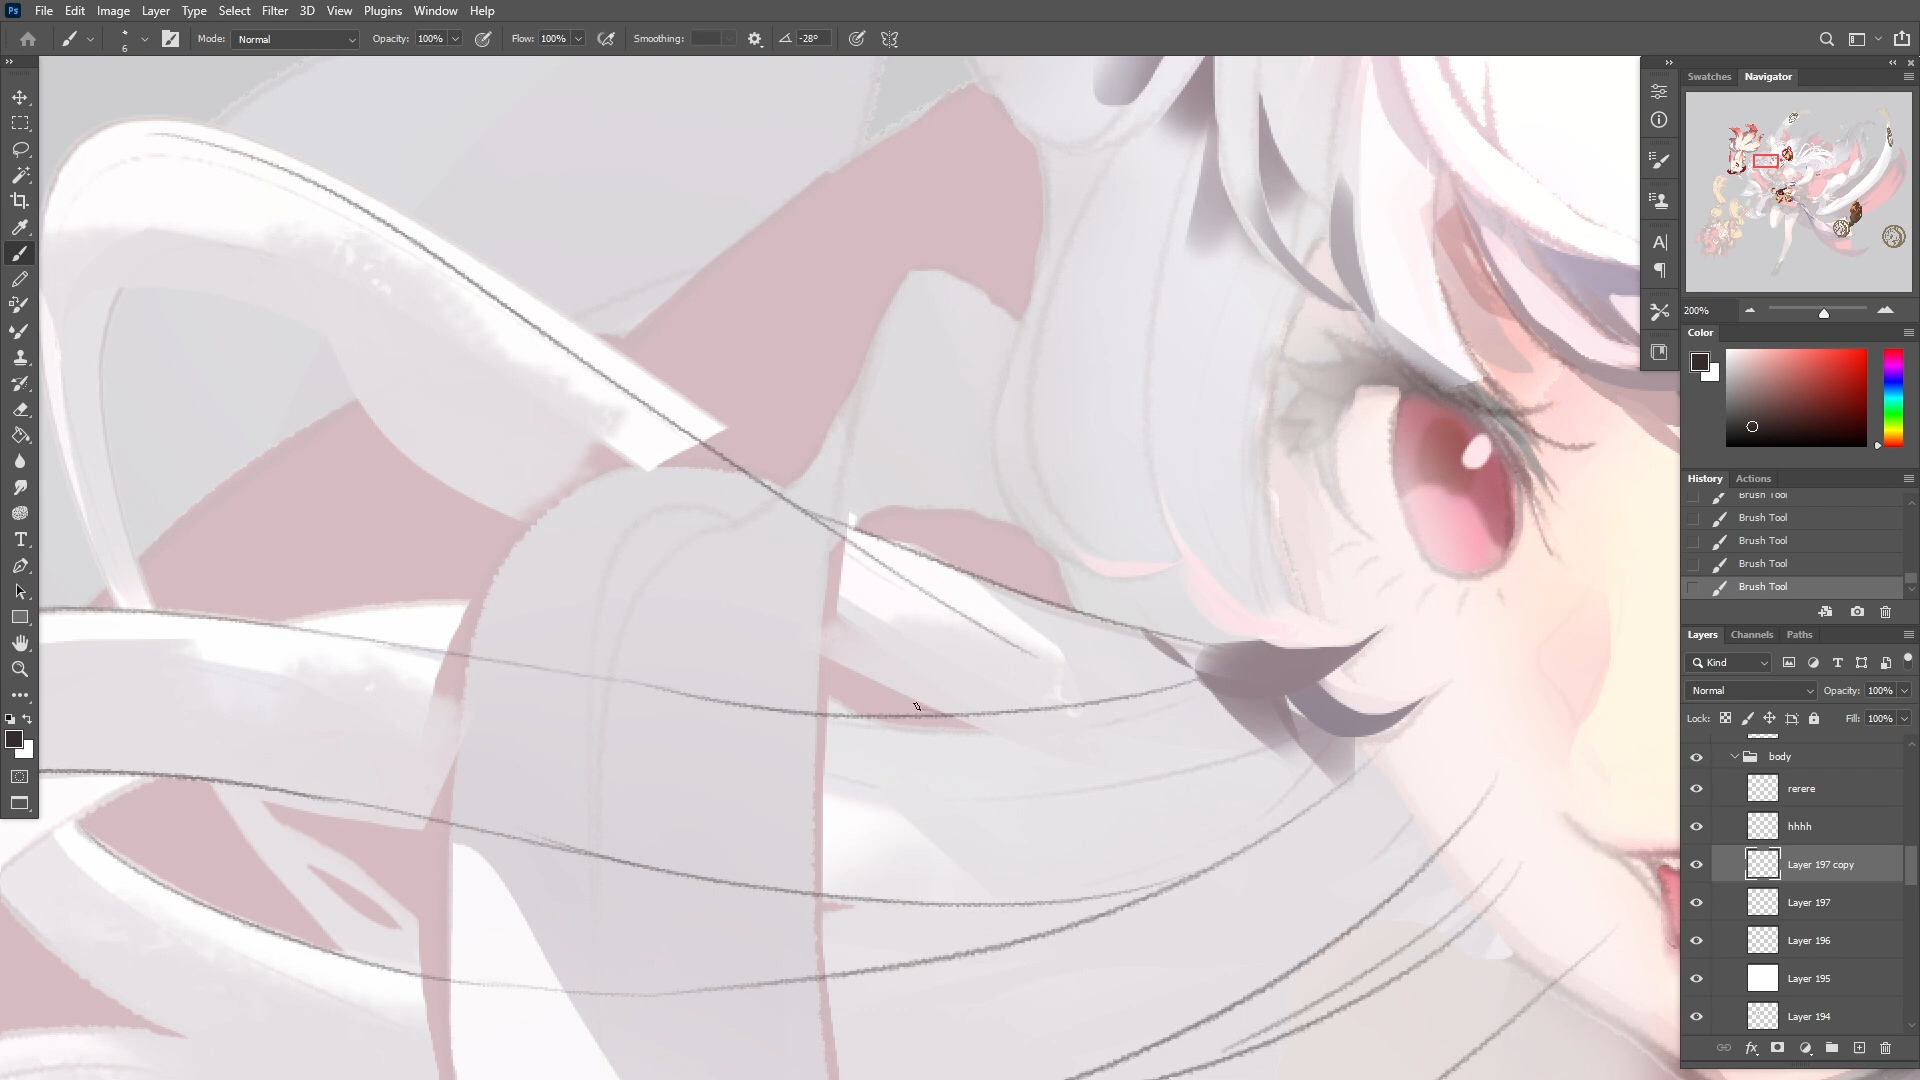 Ps File Edit Image Layer Type Select Filter 3D View Plugins Window Help
6 Mode: Normal Opacity: 100% Flow: 100% Smoothing: -28°
Swatches Navigator
200%
Color
History Actions
Brush Tool
Brush Tool
Brush Tool
Brush Tool
Brush Tool
Layers Channels Paths
Kind
Normal Opacity: 100%
Lock: Fill: 100%
body
rerere
hhhh
Layer 197 copy
Layer 197
Layer 196
Layer 195
Layer 194